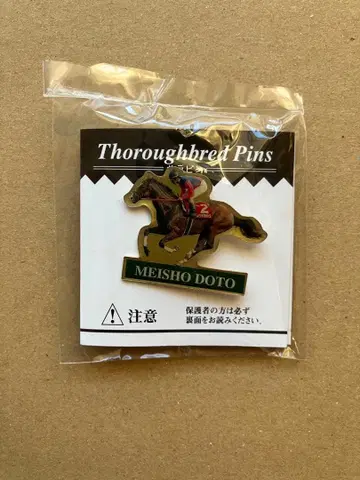 Thoroughbred Pins
2
MEISHO DOTO
注意
保護者の方は必ず
裏面をお読みください。